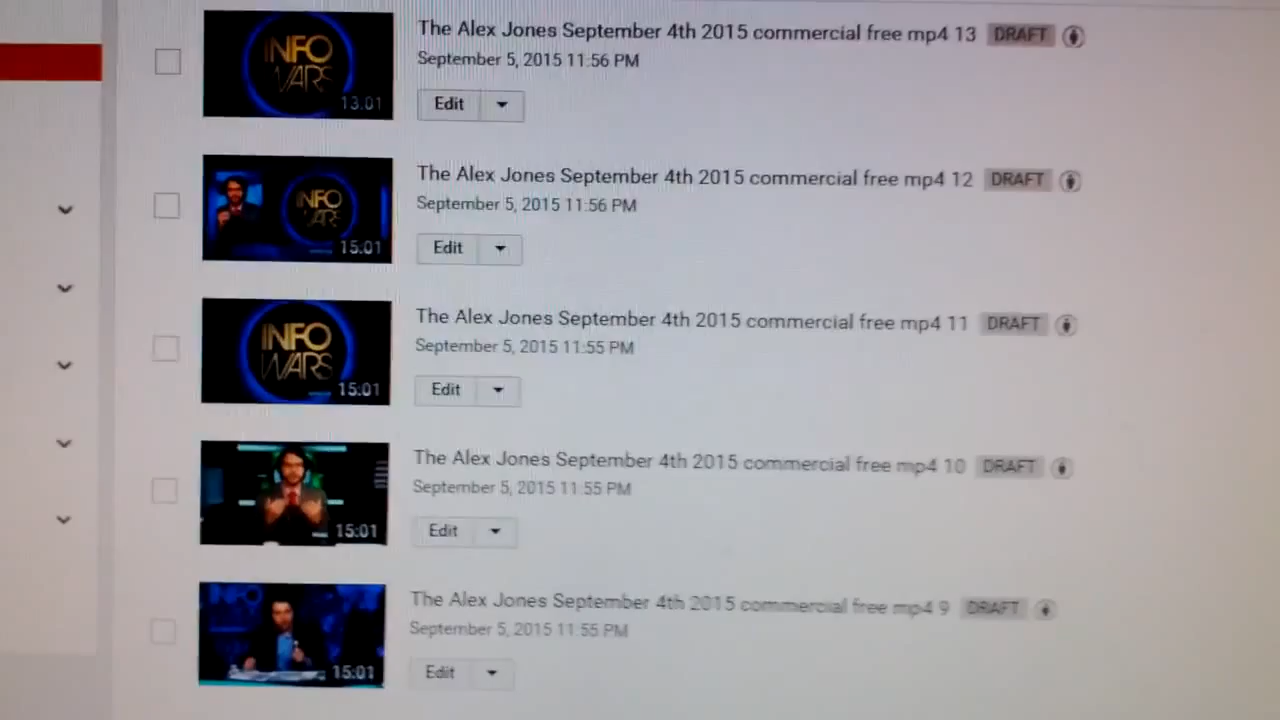 The Alex Jones September 4th 2015 commercial free mp4 13 DRAFT
September 5, 2015 11:56 PM
INFO
WARS
13:01
Edit
The Alex Jones September 4th 2015 commercial free mp4 12 DRAFT
September 5, 2015 11:56 PM
INFO
WARS
15:01
Edit
The Alex Jones September 4th 2015 commercial free mp4 11 DRAFT
September 5, 2015 11:55 PM
INFO
WARS
15:01
Edit
The Alex Jones September 4th 2015 commercial free mp4 10 DRAFT
September 5, 2015 11:55 PM
15:01
Edit
The Alex Jones September 4th 2015 commercial free mp4 9 DRAFT
September 5, 2015 11:55 PM
15:01
Edit